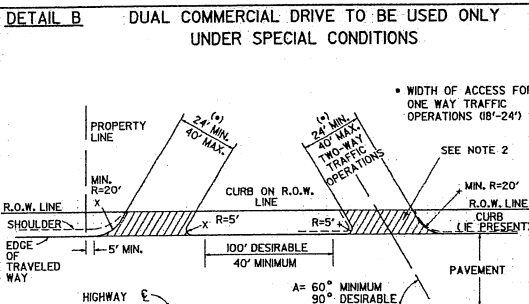 DETAIL B
DUAL COMMERCIAL DRIVE TO BE USED ONLY
UNDER SPECIAL CONDITIONS
• WIDTH OF ACCESS FOR
ONE WAY TRAFFIC
OPERATIONS (18'-24')
(•)
24' MIN.
40' MAX.
(•)
24' MIN.
40' MAX.
TWO-WAY
TRAFFIC
OPERATIONS
PROPERTY
LINE
SEE NOTE 2
MIN.
R=20'
X
CURB ON R.O.W.
LINE
MIN. R=20'
R.O.W. LINE
R.O.W. LINE
SHOULDER
X
R=5'
R=5'
CURB
(IF PRESENT)
EDGE
OF
TRAVELED
WAY
5' MIN.
100' DESIRABLE
40' MINIMUM
PAVEMENT
A= 60° MINIMUM
90° DESIRABLE
HIGHWAY ℄